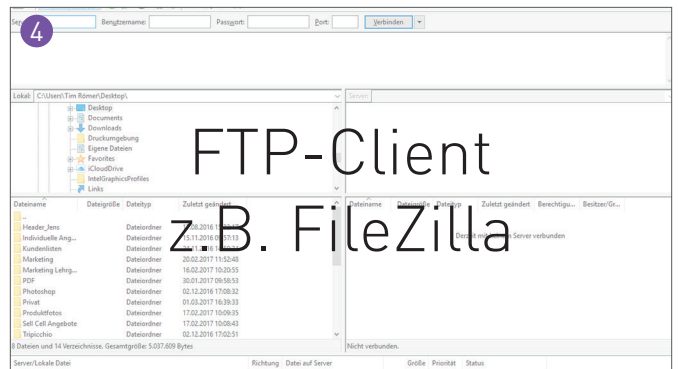 4
Benutzername: Passwort: Port: Verbinden
Lokal: C:\Users\Tim Römer\Desktop\ Server:
Desktop
Documents
Downloads
Druckumgebung
Eigene Dateien
Favorites
iCloudDrive
IntelGraphicsProfiles
Links
FTP-Client
z.B. FileZilla
Dateiname Dateigröße Dateityp Zuletzt geändert
..
Header_Jens Dateiordner
Individuelle Ang... Dateiordner 15.11.2016
Kundenlisten Dateiordner
Marketing Dateiordner 20.02.2017 11:52:48
Marketing Lehrg... Dateiordner 16.02.2017 10:20:55
PDF Dateiordner 30.01.2017 09:58:53
Photoshop Dateiordner 02.12.2016 17:08:32
Privat Dateiordner 01.03.2017 16:39:33
Produktfotos Dateiordner 17.02.2017 10:09:35
Sell Cell Angebote Dateiordner 17.02.2017 10:08:43
Tripicchio Dateiordner 02.12.2016 17:02:51
8 Dateien und 14 Verzeichnisse. Gesamtgröße: 5.037.609 Bytes
Dateiname Dateigröße Dateityp Zuletzt geändert Berechtigu... Besitzer/Gr...
Server verbunden
Nicht verbunden.
Server/Lokale Datei Richtung Datei auf Server Größe Priorität Status